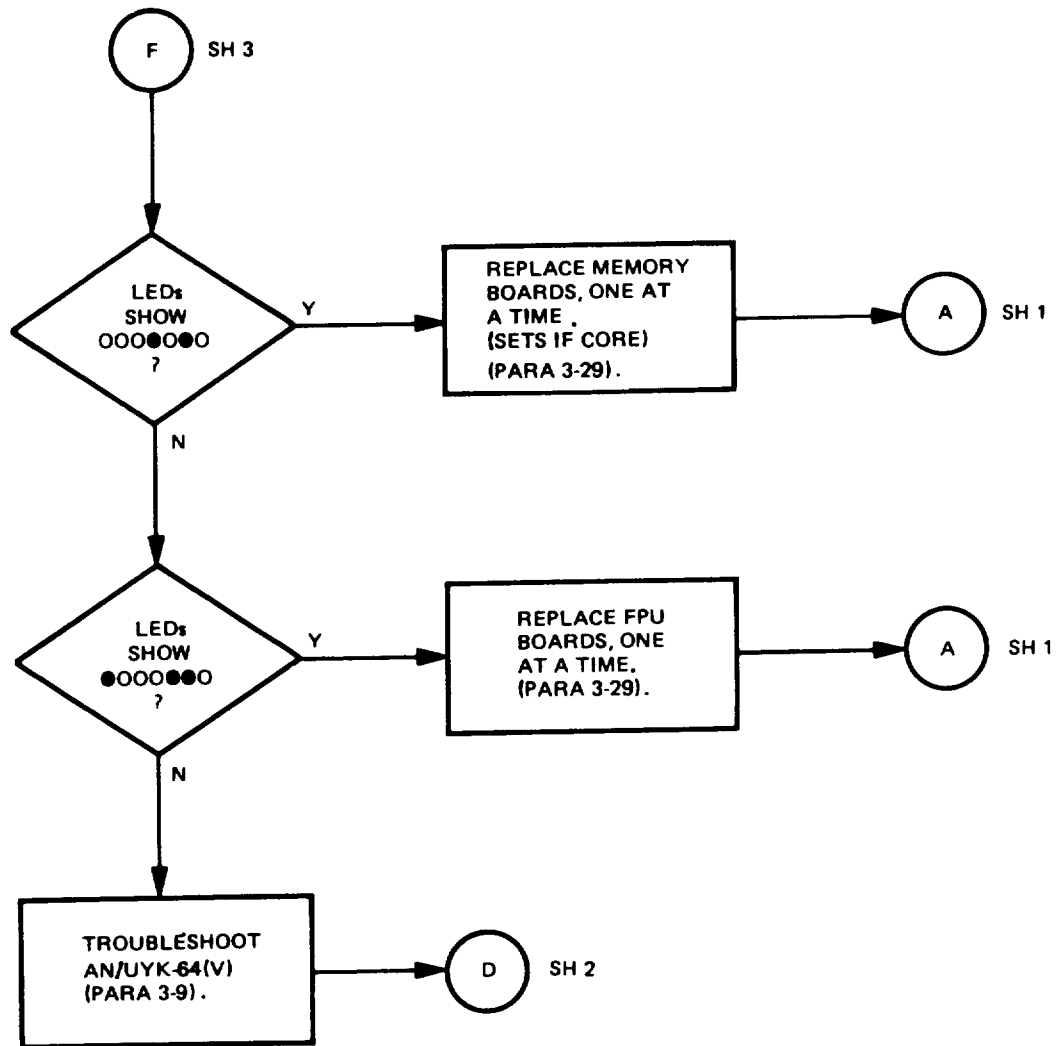 F
SH 3
LEDs
SHOW
OOO●O●O
?
Y
N
REPLACE MEMORY
BOARDS, ONE AT
A TIME .
(SETS IF CORE)
(PARA 3-29) .
A
SH 1
LEDs
SHOW
●OOO●●O
?
Y
N
REPLACE FPU
BOARDS, ONE
AT A TIME.
(PARA 3-29) .
A
SH 1
TROUBLESHOOT
AN/UYK-64(V)
(PARA 3-9) .
D
SH 2